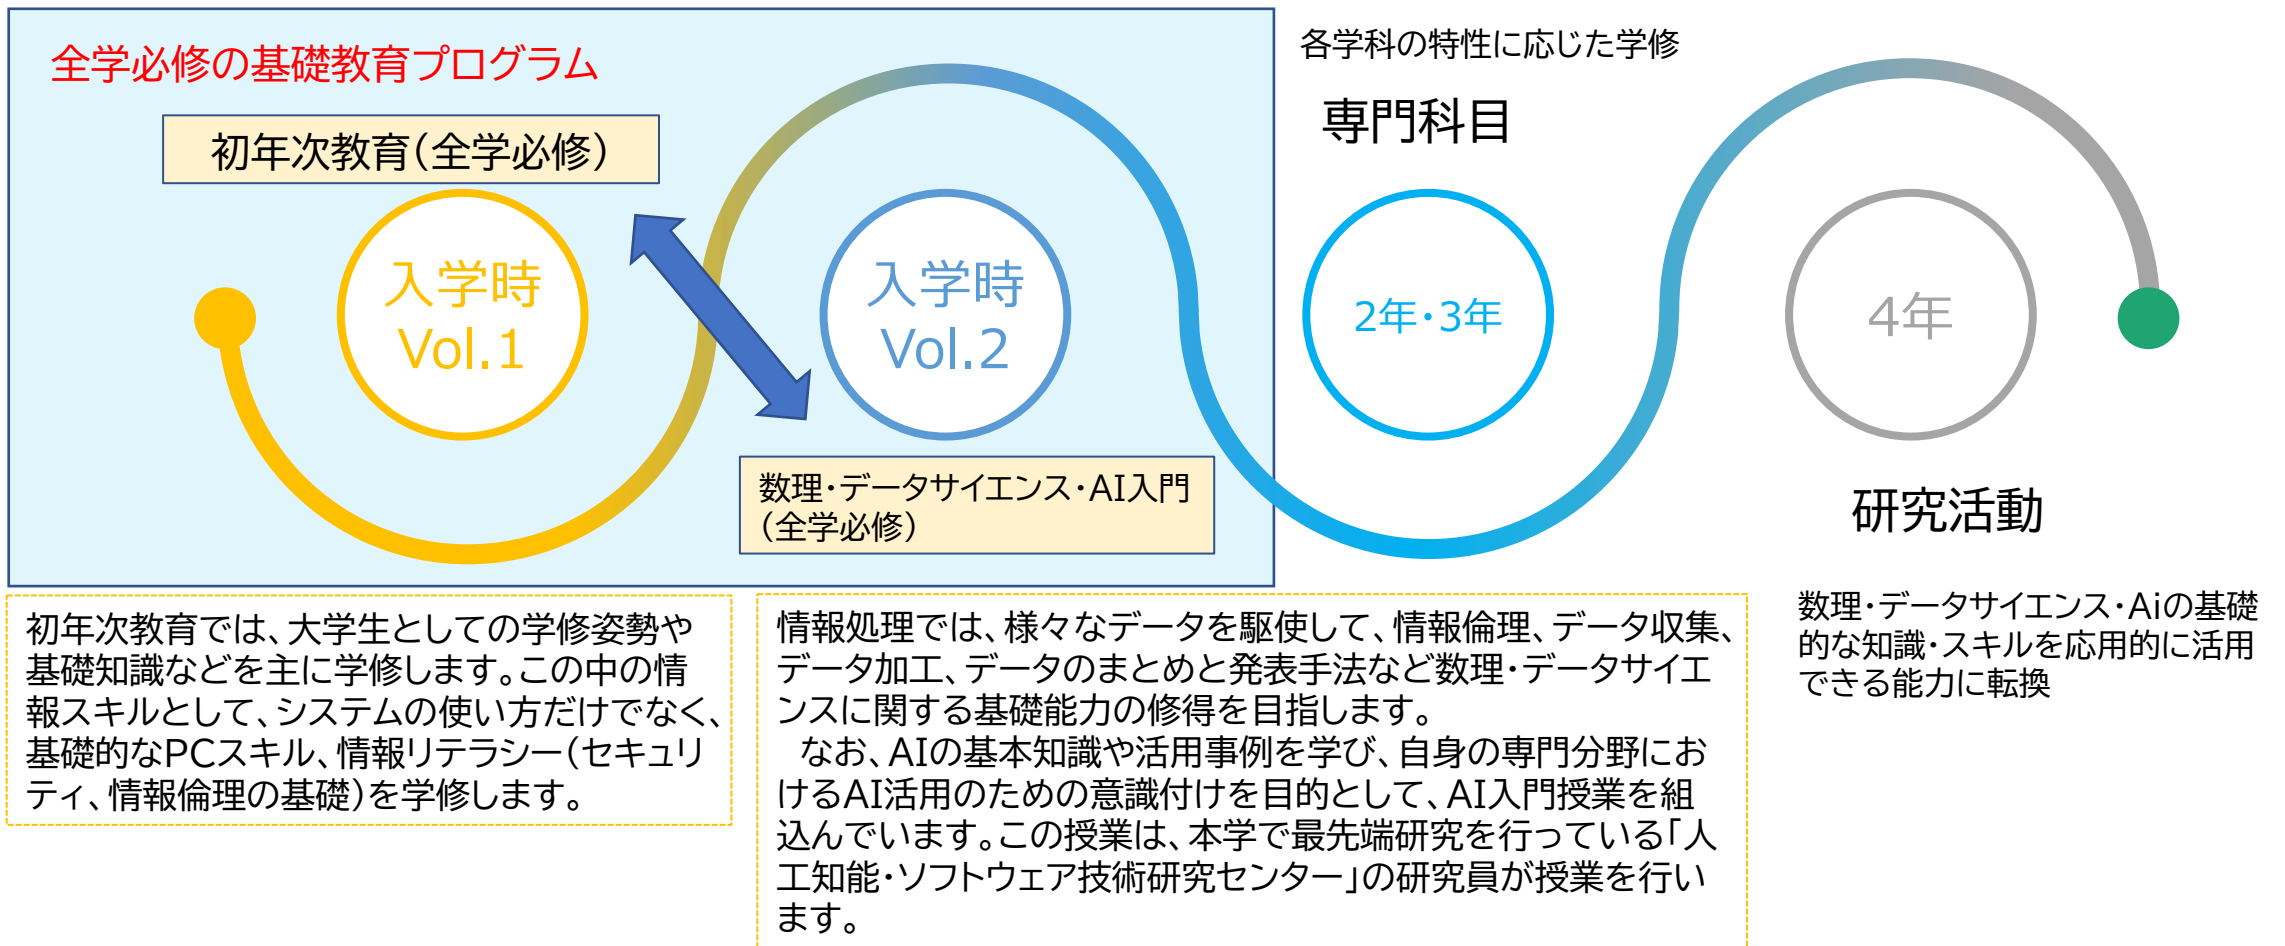 全学必修の基礎教育プログラム
初年次教育(全学必修)
入学時
Vol.1
入学時
Vol.2
数理・データサイエンス・AI入門
(全学必修)
各学科の特性に応じた学修
専門科目
2年・3年
4年
研究活動
初年次教育では、大学生としての学修姿勢や
基礎知識などを主に学修します。この中の情
報スキルとして、システムの使い方だけでなく、
基礎的なPCスキル、情報リテラシー(セキュリ
ティ、情報倫理の基礎)を学修します。
情報処理では、様々なデータを駆使して、情報倫理、データ収集、
データ加工、データのまとめと発表手法など数理・データサイエ
ンスに関する基礎能力の修得を目指します。
なお、AIの基本知識や活用事例を学び、自身の専門分野にお
けるAI活用のための意識付けを目的として、AI入門授業を組
込んでいます。この授業は、本学で最先端研究を行っている「人
工知能・ソフトウェア技術研究センター」の研究員が授業を行い
ます。
数理・データサイエンス・Aiの基礎
的な知識・スキルを応用的に活用
できる能力に転換